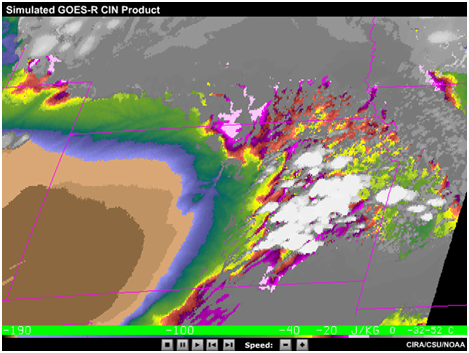 Simulated GOES-R CIN Product
-190 -100 -40 -20 J/KG 0 -32-52 C
Speed:
CIRA/CSU/NOAA